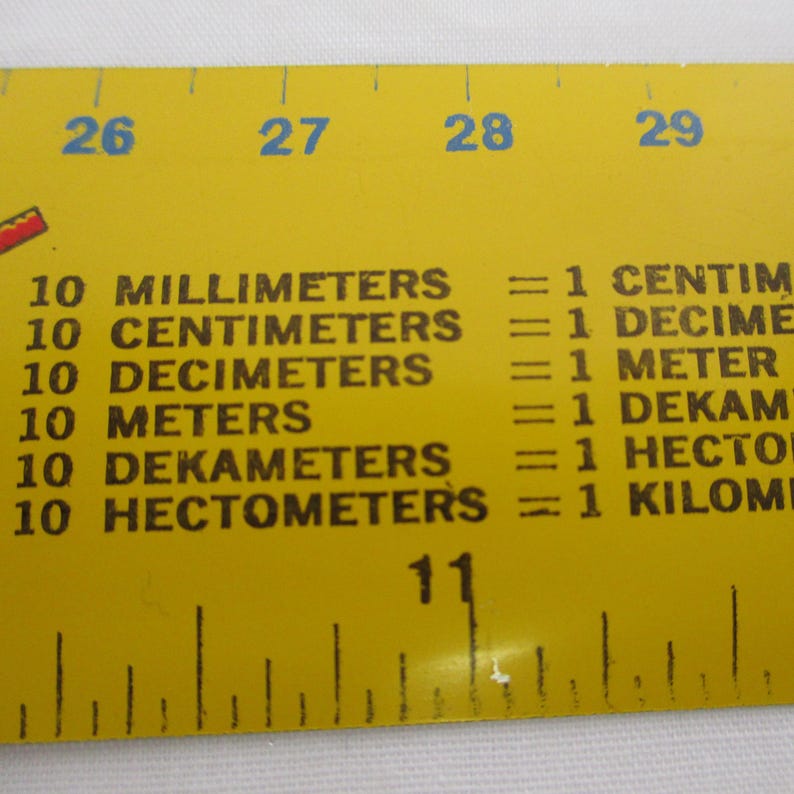 26 27 28 29
10 MILLIMETERS = 1 CENTIM
10 CENTIMETERS = 1 DECIME
10 DECIMETERS = 1 METER
10 METERS = 1 DEKAM
10 DEKAMETERS = 1 HECTO
10 HECTOMETERS = 1 KILOM
11